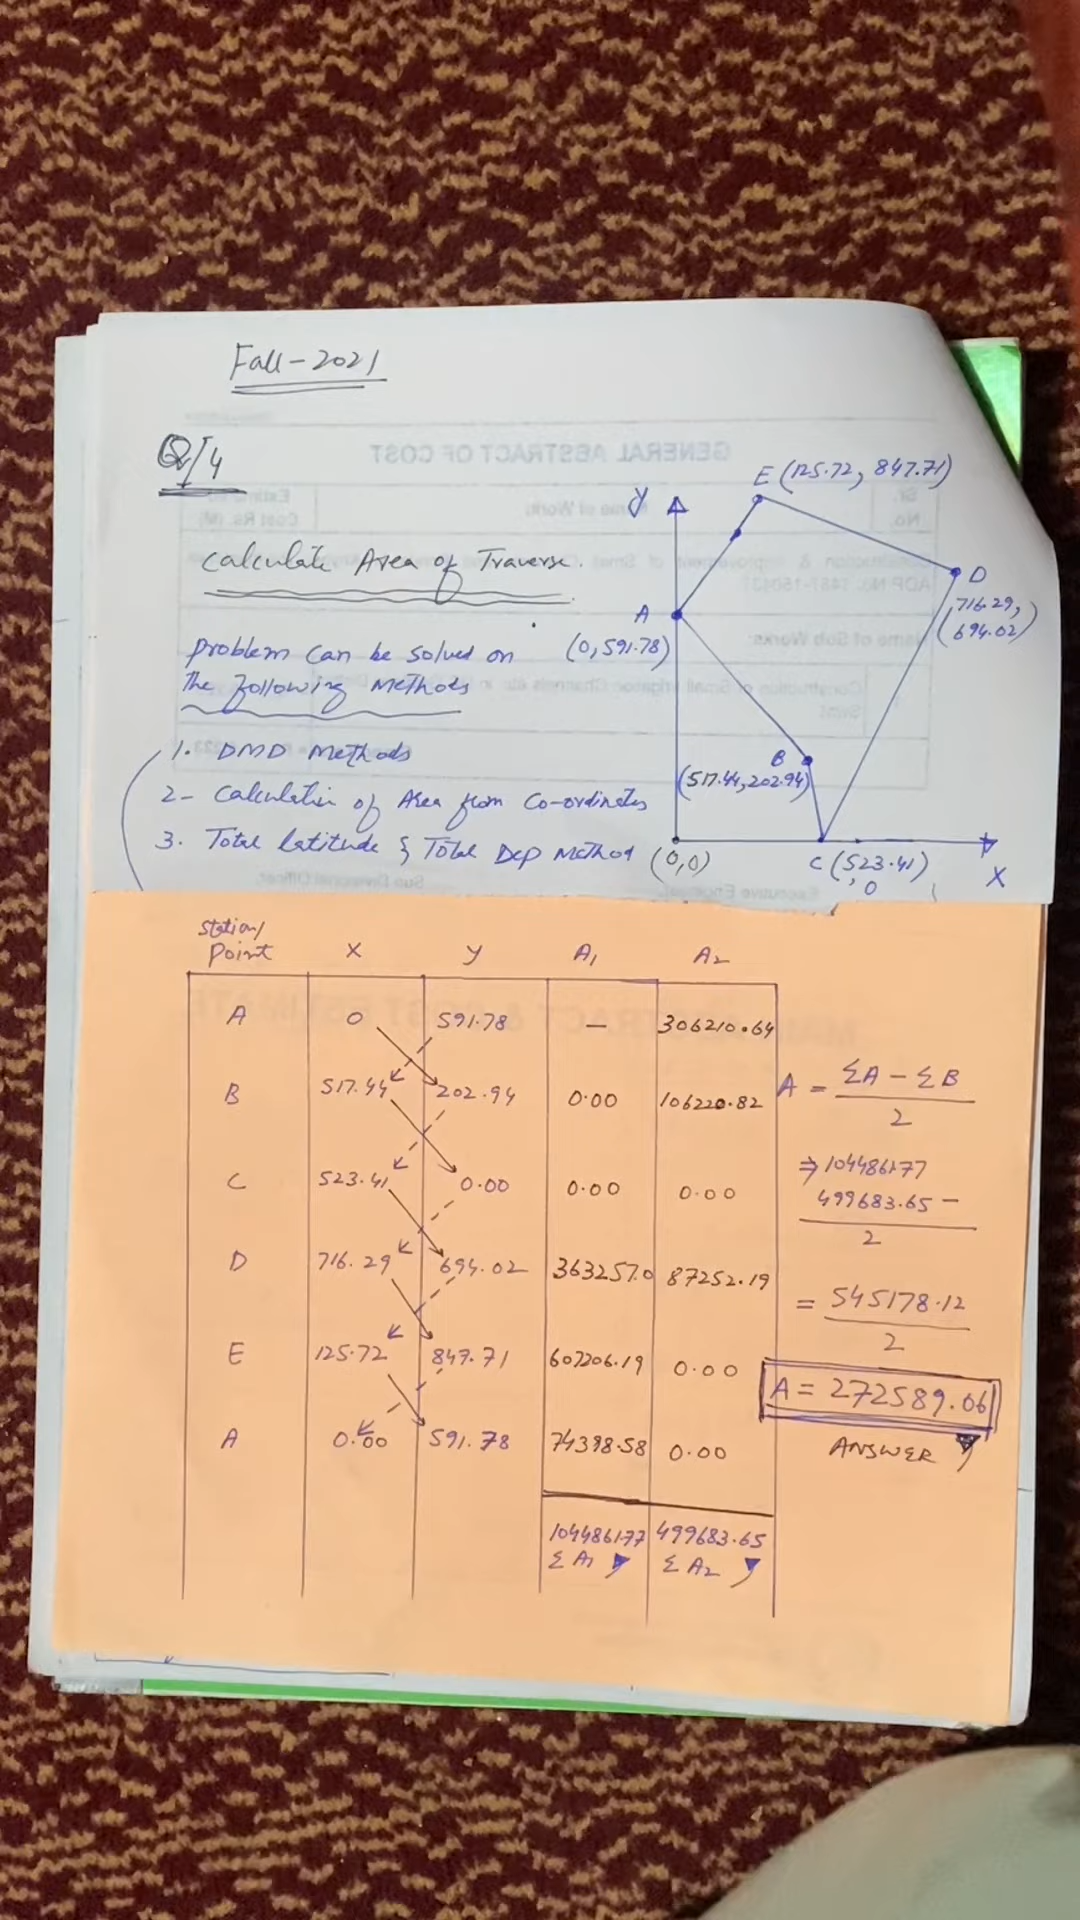 Fall-2021
Q/4
Calculate Area of Traverse.
Problem can be solved on
the following Methods
1. DMD Methods
2- Calculation of Area from Co-ordinates
3. Total latitude & Total Dep Method
E (125.72, 847.71)
y
A
(0,591.78)
D
(716.29,
694.02)
B
(517.44,202.94)
(0,0)
C (523.41)
, 0
X
GENERAL ABSTRACT OF COST
Station/
Point X y A1 A2
A 0 591.78 — 306210.64
B 517.44 202.94 0.00 106220.82
C 523.41 0.00 0.00 0.00
D 716.29 694.02 363257.0 87252.19
E 125.72 847.71 607206.19 0.00
A 0.00 591.78 74398.58 0.00
1044861.77 499683.65
Σ A1 Σ A2
A = ΣA - ΣB
2
⇒ 1044861.77
499683.65 —
2
= 545178.12
2
A = 272589.06
ANSWER